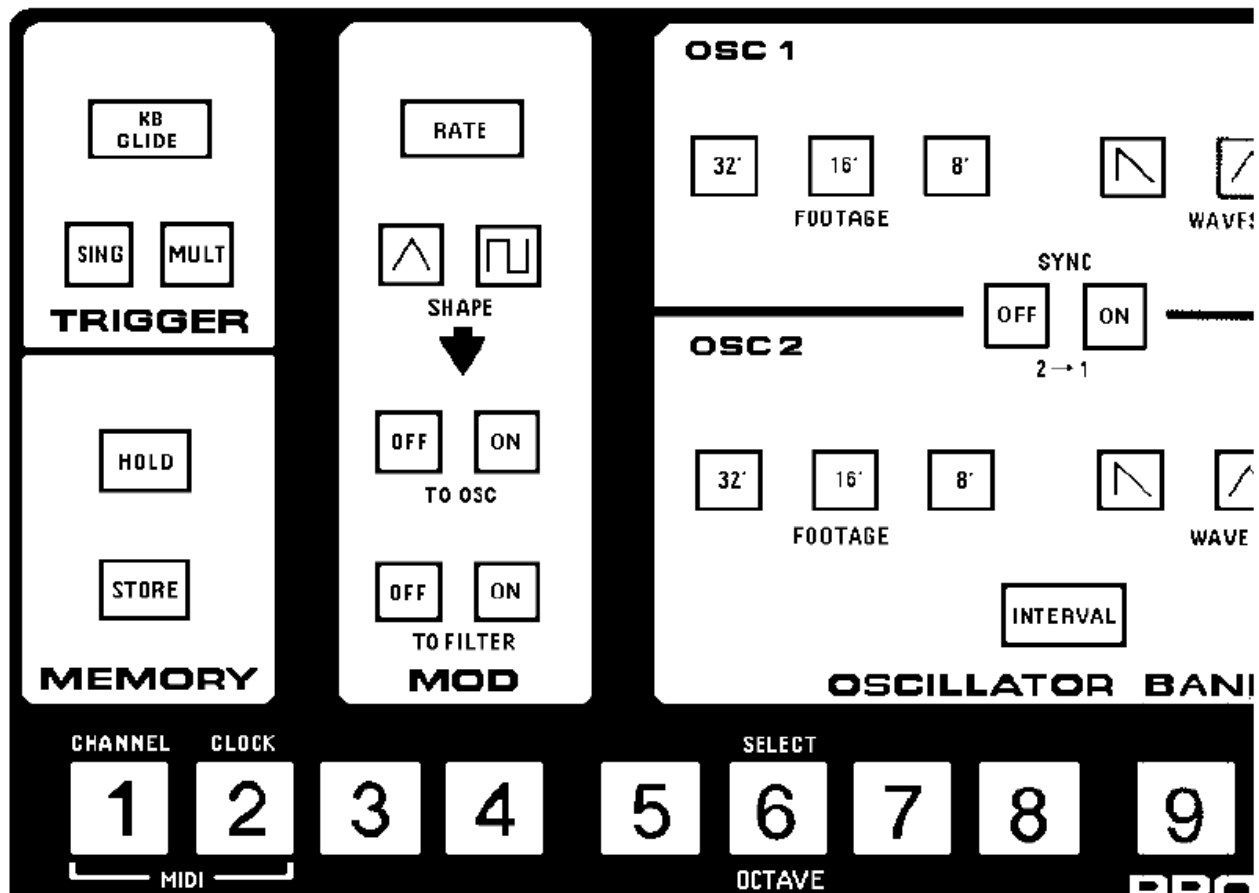 KB
GLIDE
SING MULT
TRIGGER
HOLD
STORE
MEMORY
RATE
SHAPE
OFF ON
TO OSC
OFF ON
TO FILTER
MOD
OSC 1
32' 16' 8'
FOOTAGE
SYNC
OFF ON
2→1
OSC 2
32' 16' 8'
FOOTAGE
WAVE
INTERVAL
OSCILLATOR
CHANNEL CLOCK SELECT
1 2 3 4 5 6 7 8 9
MIDI OCTAVE